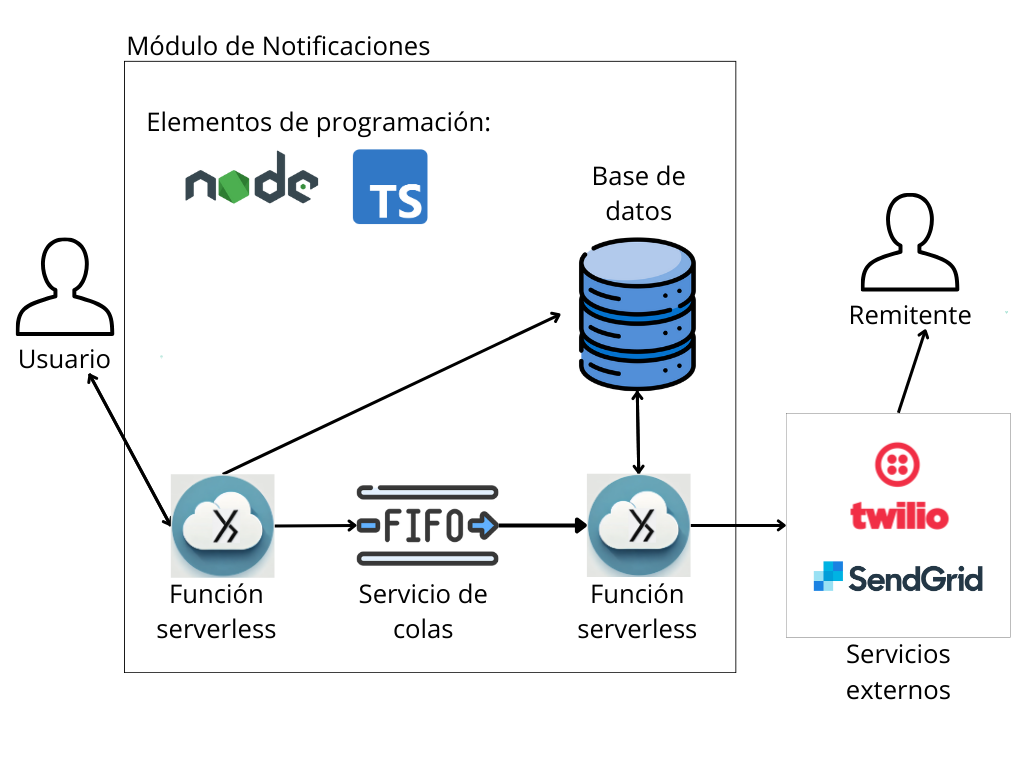 Módulo de Notificaciones
Elementos de programación:
node
TS
Base de
datos
Usuario
Remitente
FIFO
twilio
SendGrid
Función
serverless
Servicio de
colas
Función
serverless
Servicios
externos